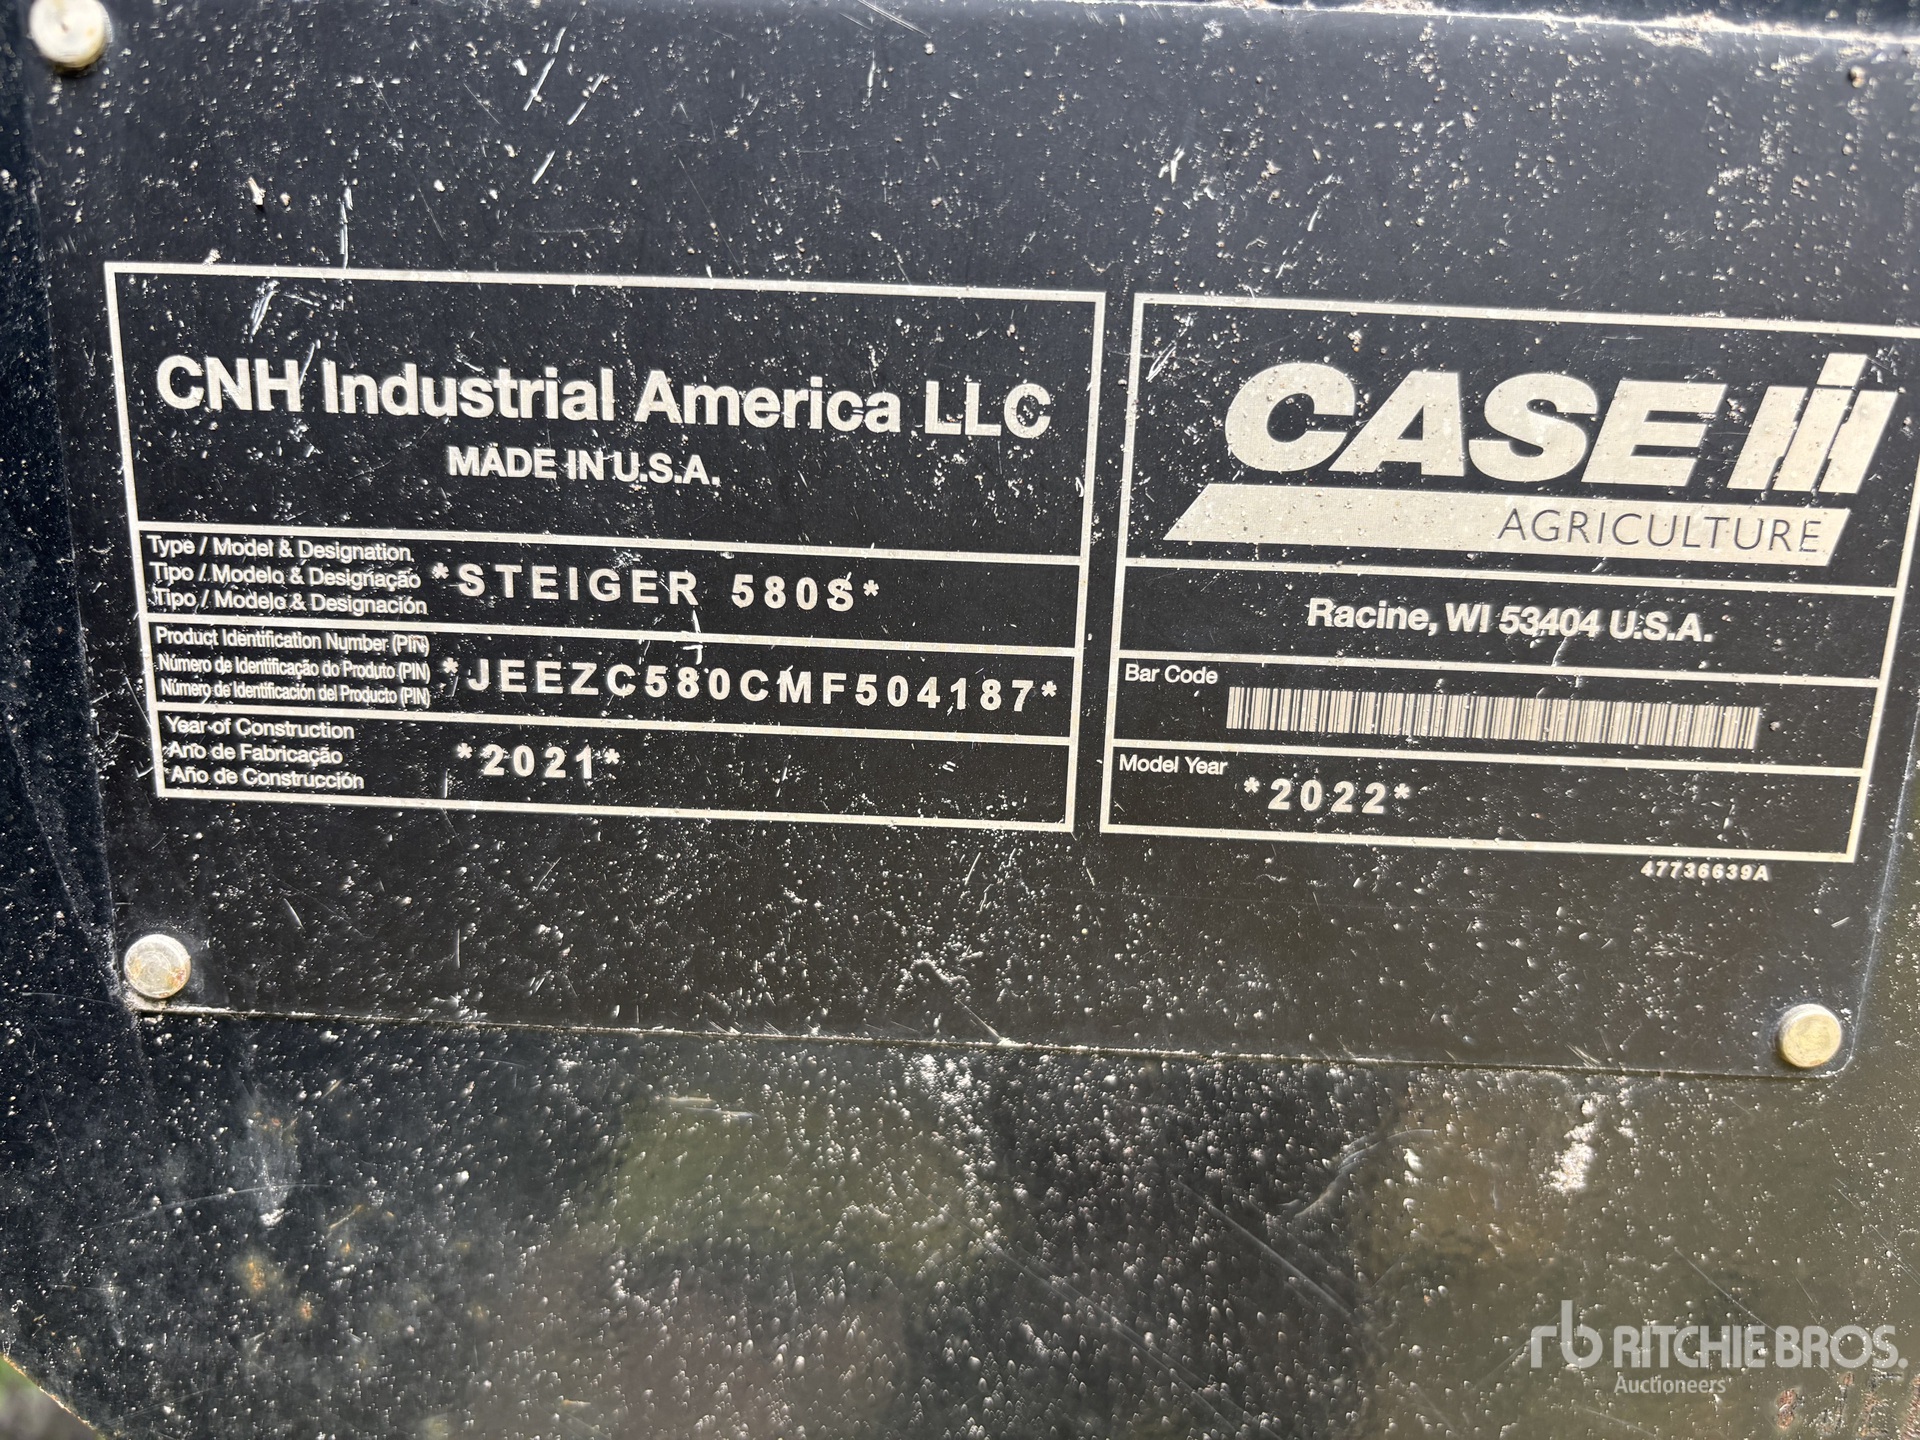 CNH Industrial America LLC
MADE IN U.S.A.
Type / Model & Designation
Tipo / Modelo & Designação
Tipo / Modelo & Designación
*STEIGER 580S*
Product Identification Number (PIN)
Número de Identificação do Produto (PIN)
Número de Identificación del Producto (PIN)
*JEEZC580CMF504187*
Year of Construction
Ano de Fabricação
Año de Construcción
*2021*
CASE IH
AGRICULTURE
Racine, WI 53404 U.S.A.
Bar Code
Model Year
*2022*
47736639A
rb RITCHIE BROS.
Auctioneers